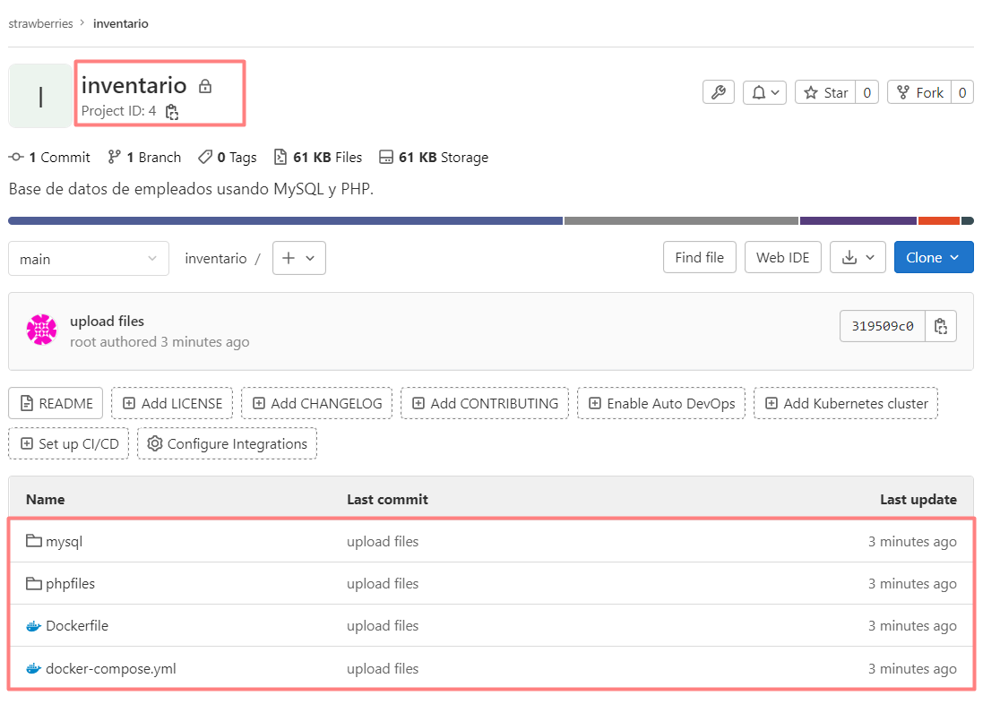 strawberries > inventario
I
inventario
Project ID: 4
Star 0 Fork 0
1 Commit 1 Branch 0 Tags 61 KB Files 61 KB Storage
Base de datos de empleados usando MySQL y PHP.
main inventario / + Find file Web IDE Clone
upload files
root authored 3 minutes ago
319509c0
README Add LICENSE Add CHANGELOG Add CONTRIBUTING Enable Auto DevOps Add Kubernetes cluster
Set up CI/CD Configure Integrations
Name Last commit Last update
mysql upload files 3 minutes ago
phpfiles upload files 3 minutes ago
Dockerfile upload files 3 minutes ago
docker-compose.yml upload files 3 minutes ago